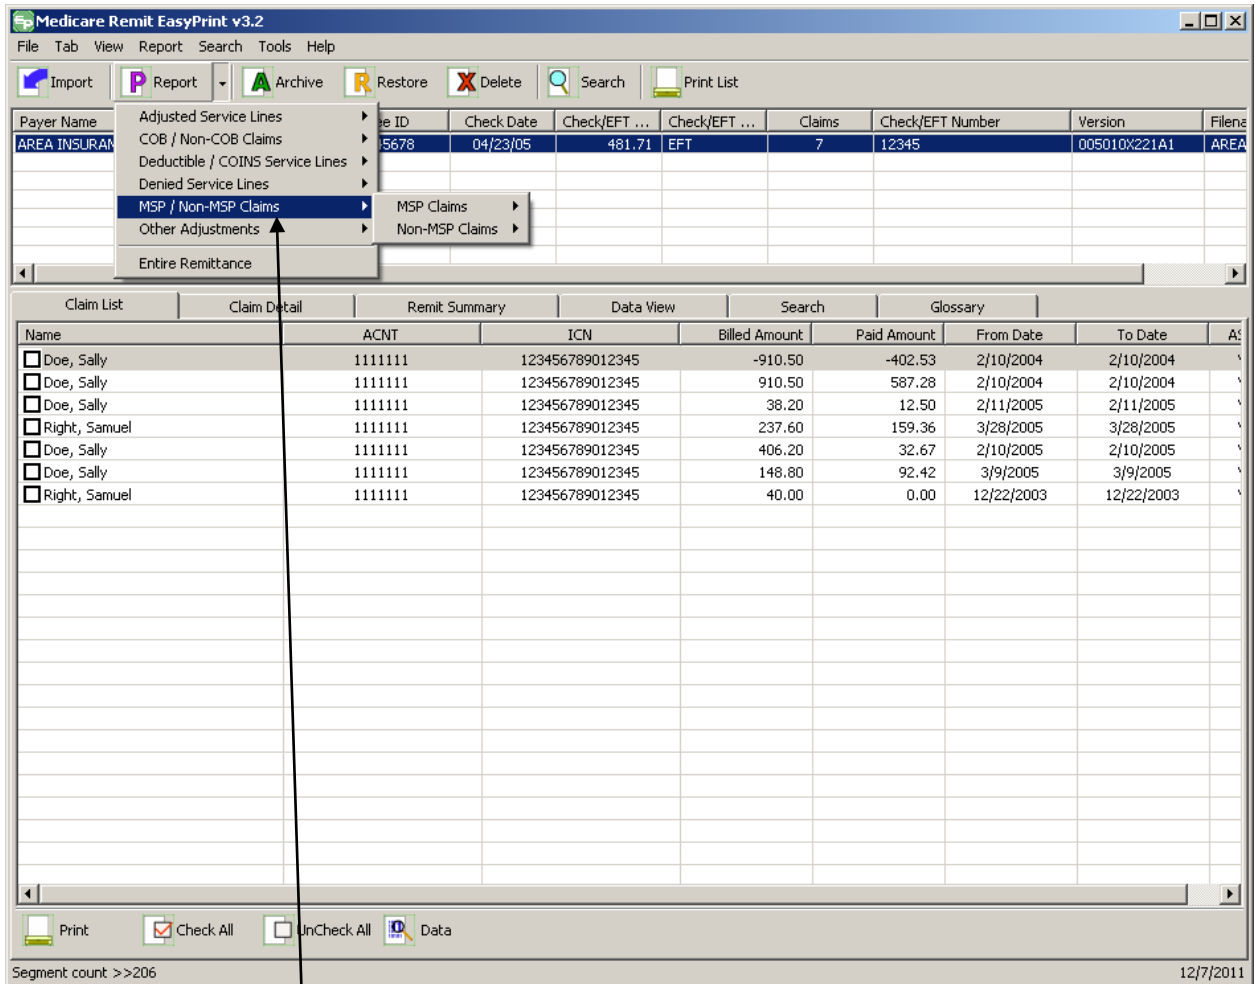 Medicare Remit EasyPrint v3.2
File Tab View Report Search Tools Help
Import Report Archive Restore Delete Search Print List
Payer Name ee ID Check Date Check/EFT ... Check/EFT ... Claims Check/EFT Number Version Filena
AREA INSURAN 5678 04/23/05 481.71 EFT 7 12345 005010X221A1 AREA
Adjusted Service Lines
COB / Non-COB Claims
Deductible / COINS Service Lines
Denied Service Lines
MSP / Non-MSP Claims MSP Claims
Other Adjustments Non-MSP Claims
Entire Remittance
Claim List Claim Detail Remit Summary Data View Search Glossary
Name ACNT ICN Billed Amount Paid Amount From Date To Date AS
Doe, Sally 1111111 123456789012345 -910.50 -402.53 2/10/2004 2/10/2004
Doe, Sally 1111111 123456789012345 910.50 587.28 2/10/2004 2/10/2004
Doe, Sally 1111111 123456789012345 38.20 12.50 2/11/2005 2/11/2005
Right, Samuel 1111111 123456789012345 237.60 159.36 3/28/2005 3/28/2005
Doe, Sally 1111111 123456789012345 406.20 32.67 2/10/2005 2/10/2005
Doe, Sally 1111111 123456789012345 148.80 92.42 3/9/2005 3/9/2005
Right, Samuel 1111111 123456789012345 40.00 0.00 12/22/2003 12/22/2003
Print Check All UnCheck All Data
Segment count >>206 12/7/2011